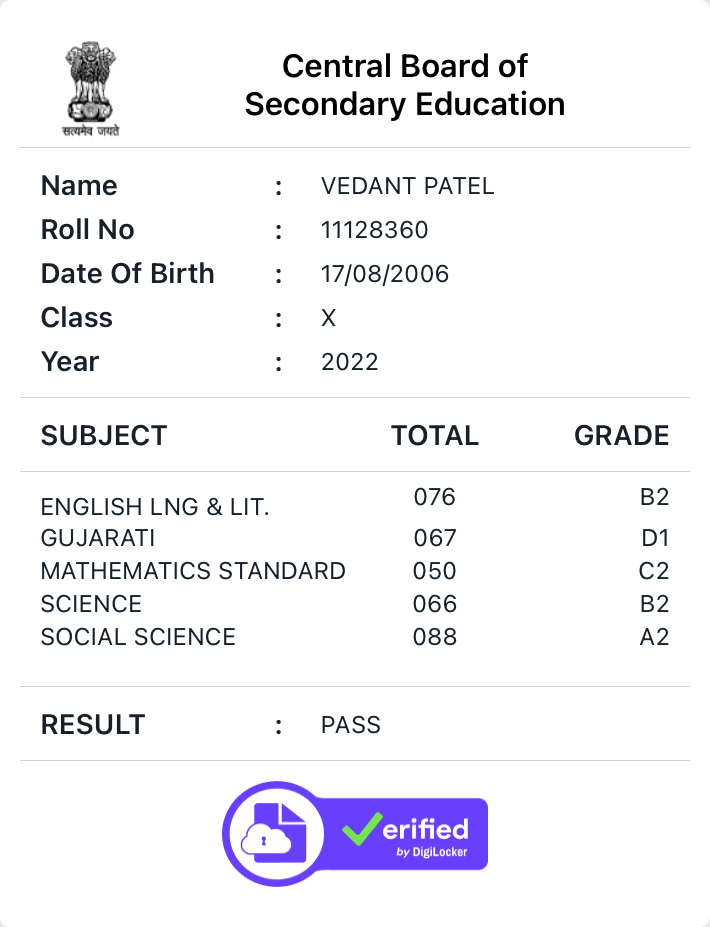 सत्यमेव जयते
Central Board of
Secondary Education
Name : VEDANT PATEL
Roll No : 11128360
Date Of Birth : 17/08/2006
Class : X
Year : 2022
SUBJECT TOTAL GRADE
ENGLISH LNG & LIT. 076 B2
GUJARATI 067 D1
MATHEMATICS STANDARD 050 C2
SCIENCE 066 B2
SOCIAL SCIENCE 088 A2
RESULT : PASS
erified
by DigiLocker